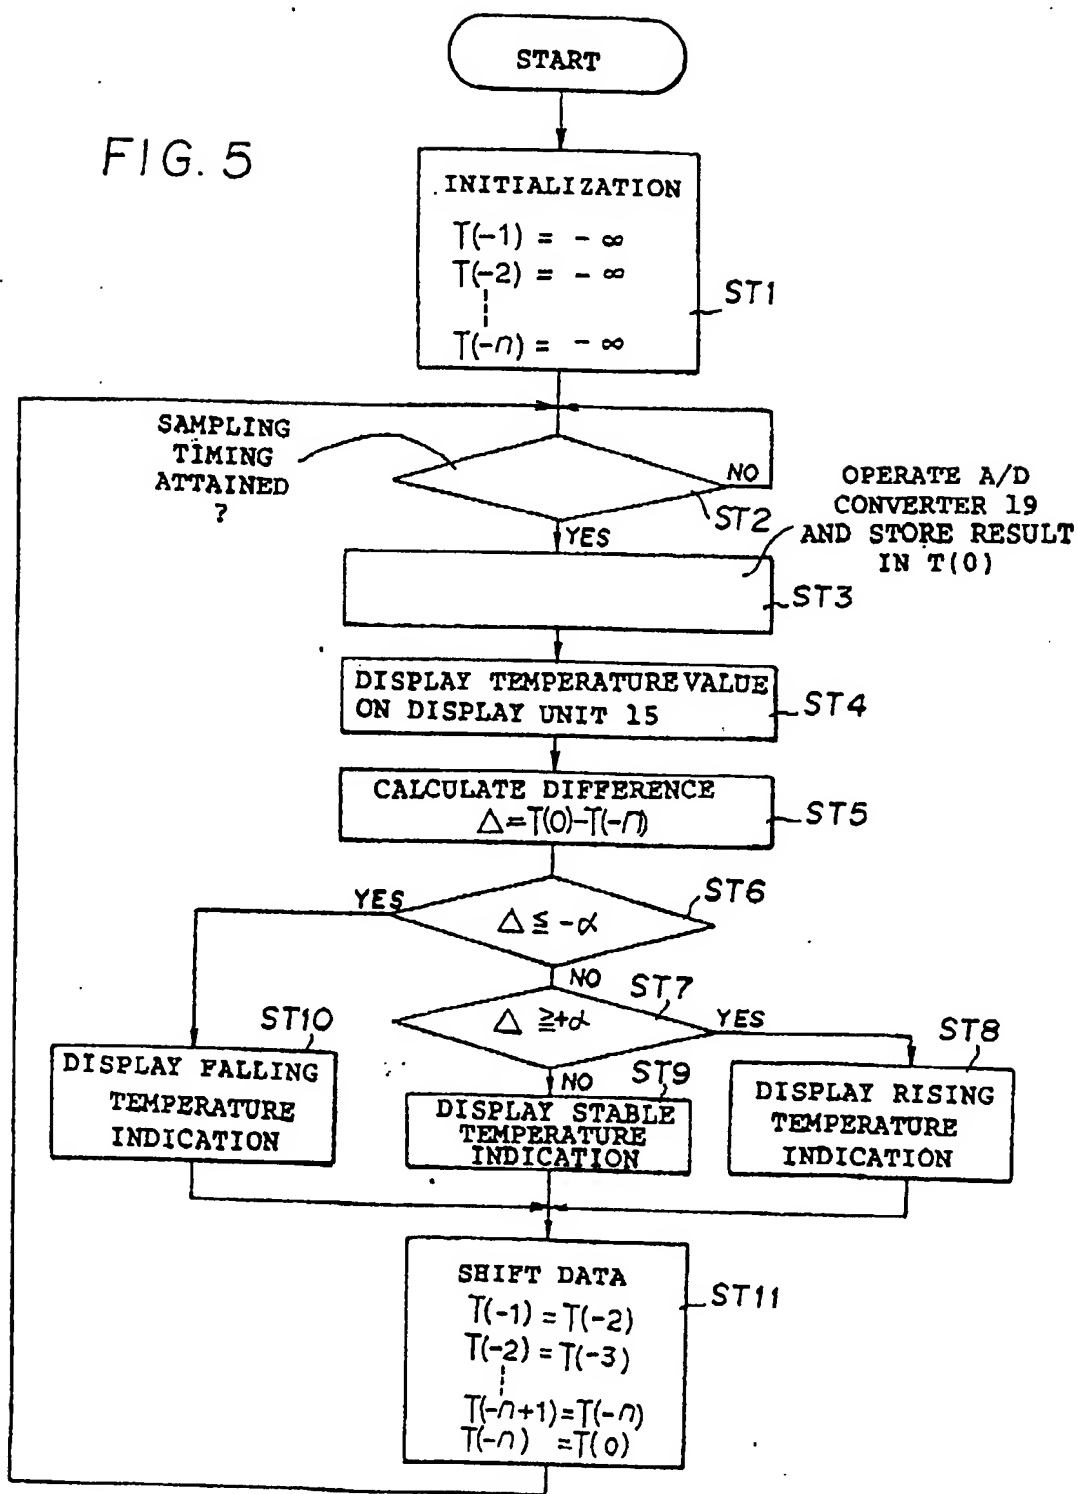 START
FIG. 5
INITIALIZATION
T(-1) = - ∞
T(-2) = - ∞
T(-n) = - ∞
ST1
SAMPLING
TIMING
ATTAINED
?
NO
ST2
YES
OPERATE A/D
CONVERTER 19
AND STORE RESULT
IN T(0)
ST3
DISPLAY TEMPERATURE VALUE
ON DISPLAY UNIT 15
ST4
CALCULATE DIFFERENCE
△=T(0)-T(-n)
ST5
YES
△ ≦ -α
ST6
NO
△ ≧+α
ST7
YES
NO
ST10
DISPLAY FALLING
TEMPERATURE
INDICATION
ST9
DISPLAY STABLE
TEMPERATURE
INDICATION
ST8
DISPLAY RISING
TEMPERATURE
INDICATION
SHIFT DATA
T(-1) = T(-2)
T(-2) = T(-3)
T(-n+1)=T(-n)
T(-n) =T(0)
ST11